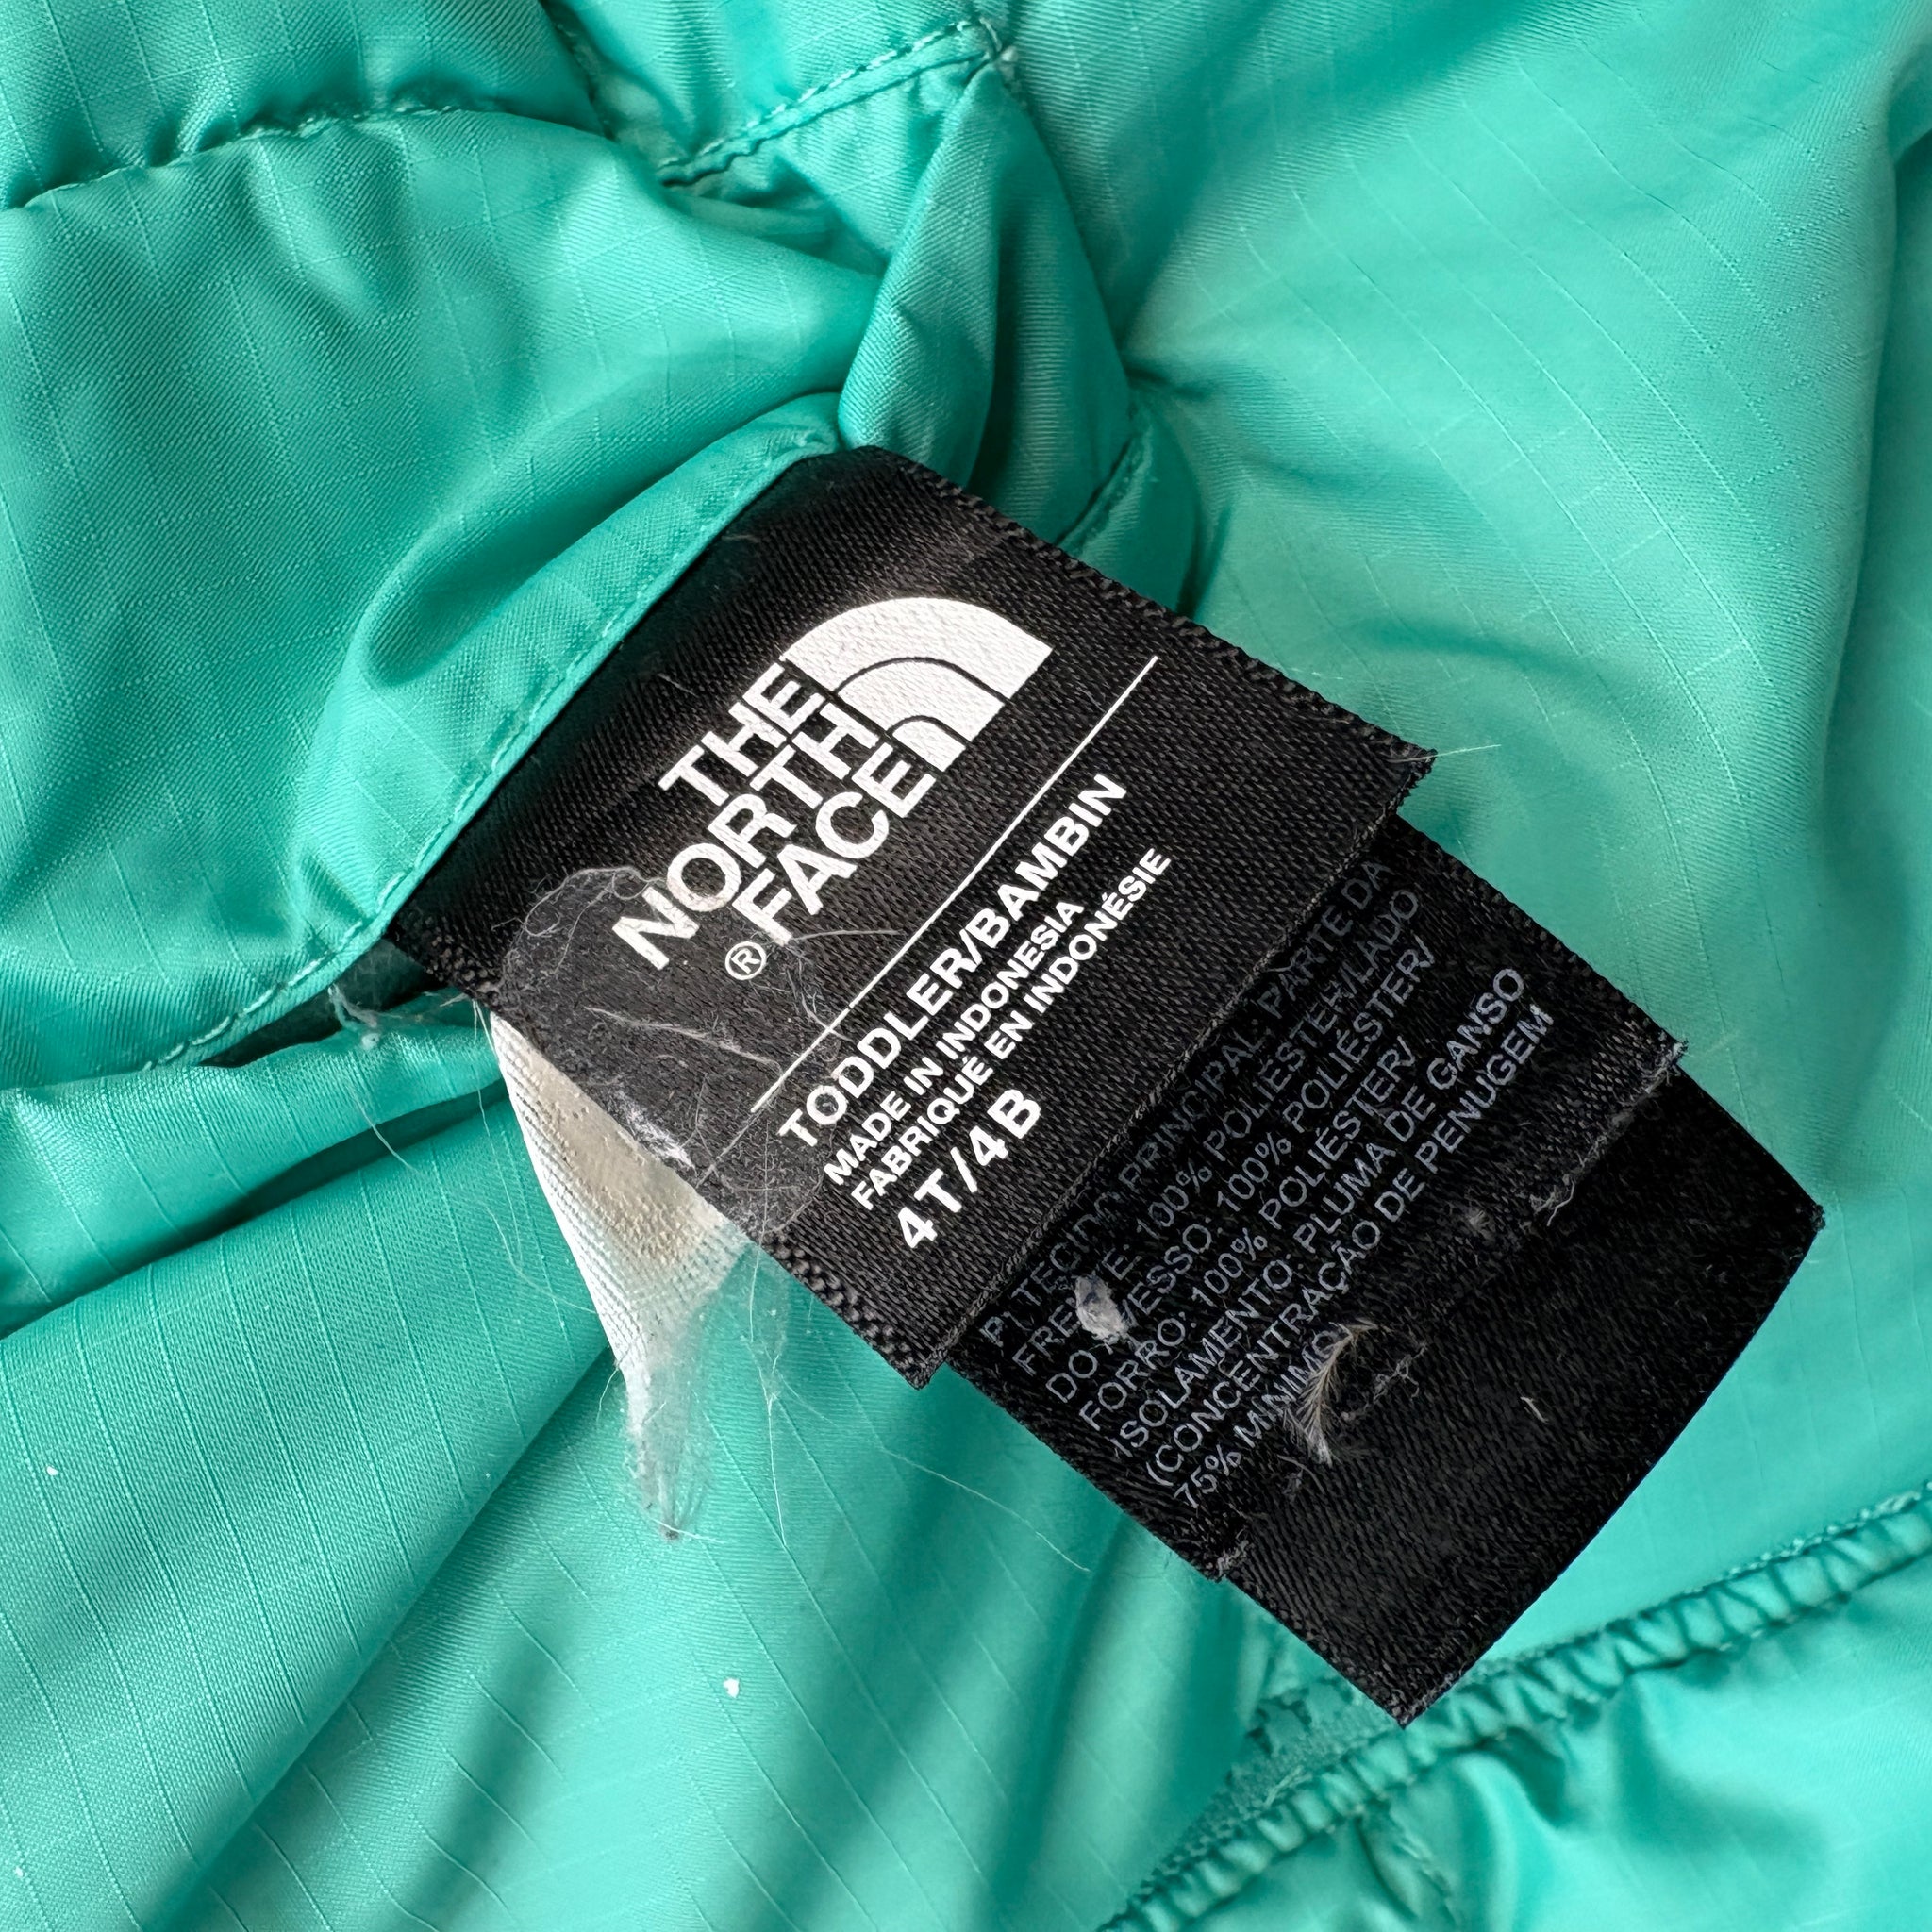 THE
NORTH
FACE
®
TODDLER/BAMBIN
MADE IN INDONESIA
FABRIQUÉ EN INDONÉSIE
4T/4B
P1. TECIDO PRINCIPAL: PARTE DA
FRENTE: 100% POLIÉSTER/LADO
DO AVESSO: 100% POLIÉSTER/
FORRO: 100% POLIÉSTER/
ISOLAMENTO: PLUMA DE GANSO
(CONCENTRAÇÃO DE PENUGEM
75% MINIMO